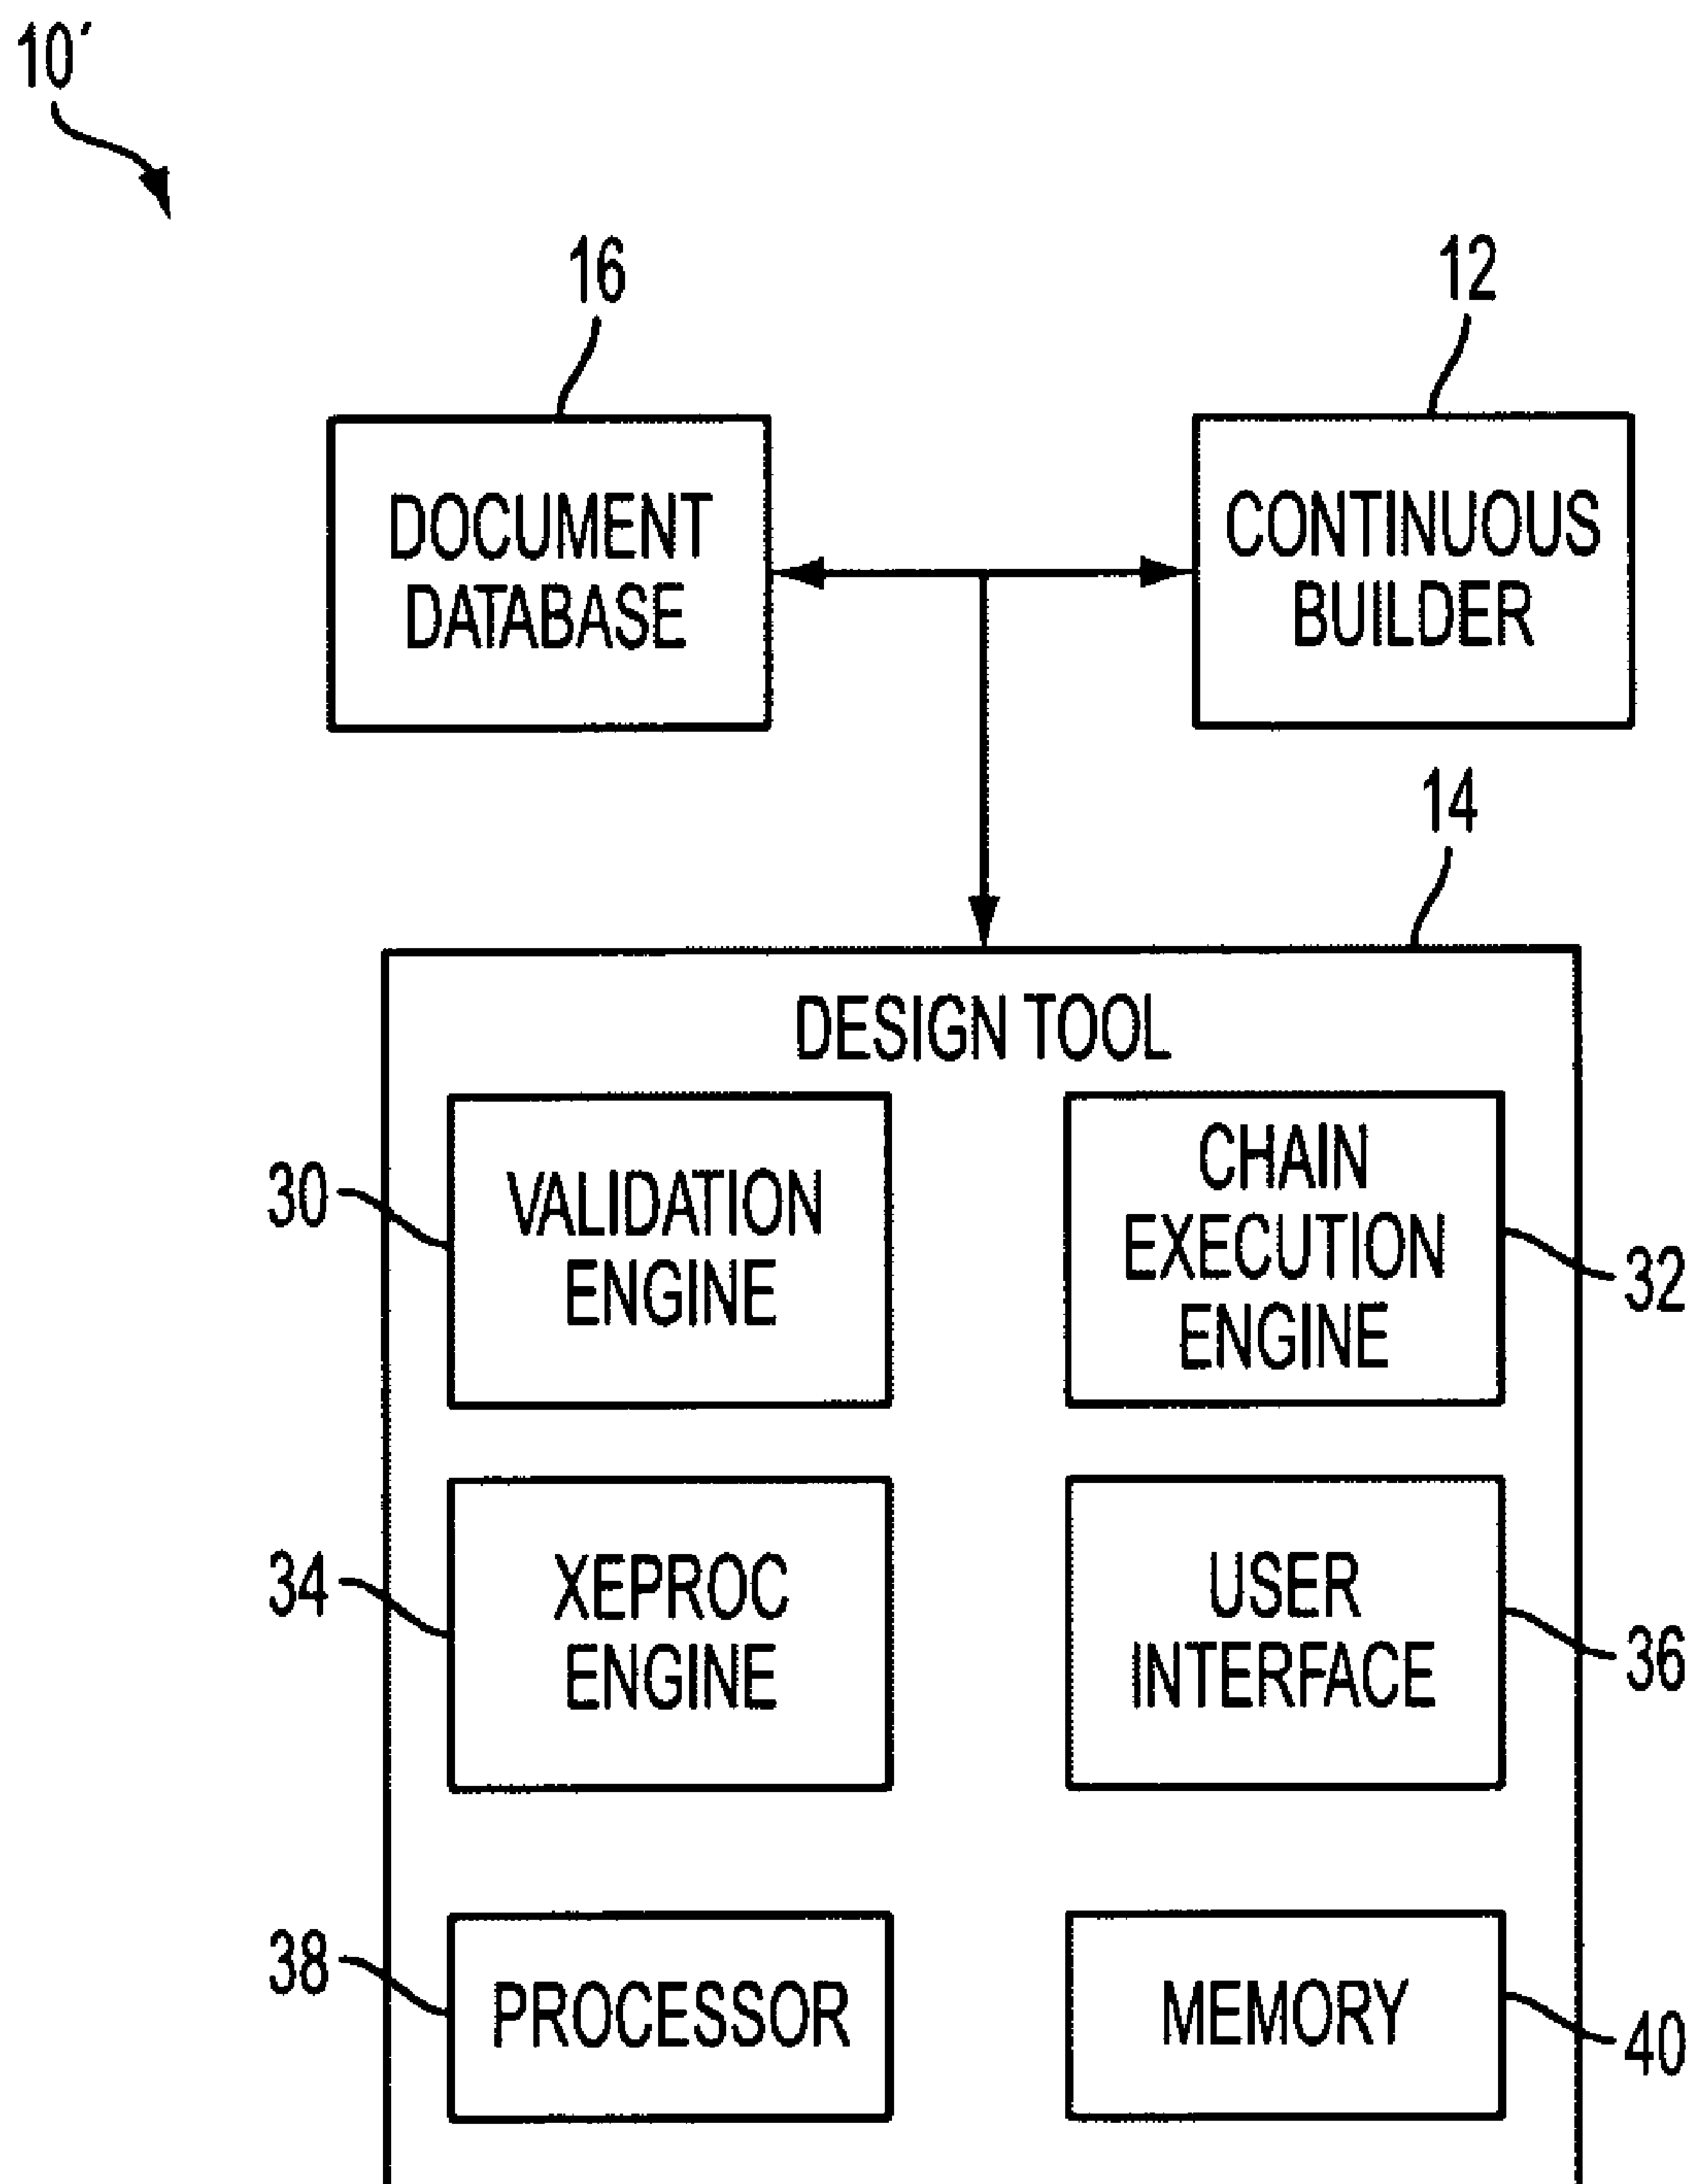 10′
16
12
DOCUMENT
DATABASE
CONTINUOUS
BUILDER
14
DESIGN TOOL
30
VALIDATION
ENGINE
CHAIN
EXECUTION
ENGINE
32
34
XEPROC
ENGINE
USER
INTERFACE
36
38
PROCESSOR
MEMORY
40